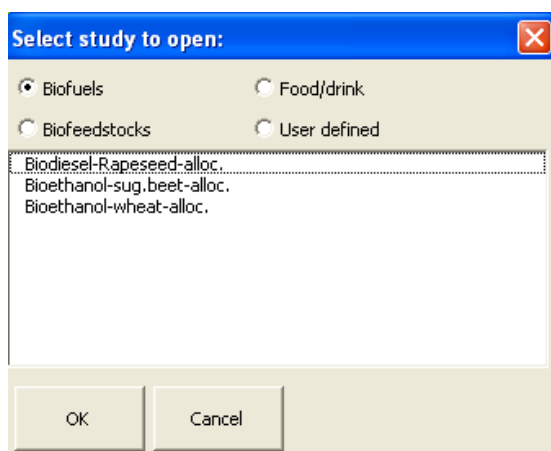 Select study to open:
Biofuels Food/drink
Biofeedstocks User defined
Biodiesel-Rapeseed-alloc.
Bioethanol-sug.beet-alloc.
Bioethanol-wheat-alloc.
OK Cancel